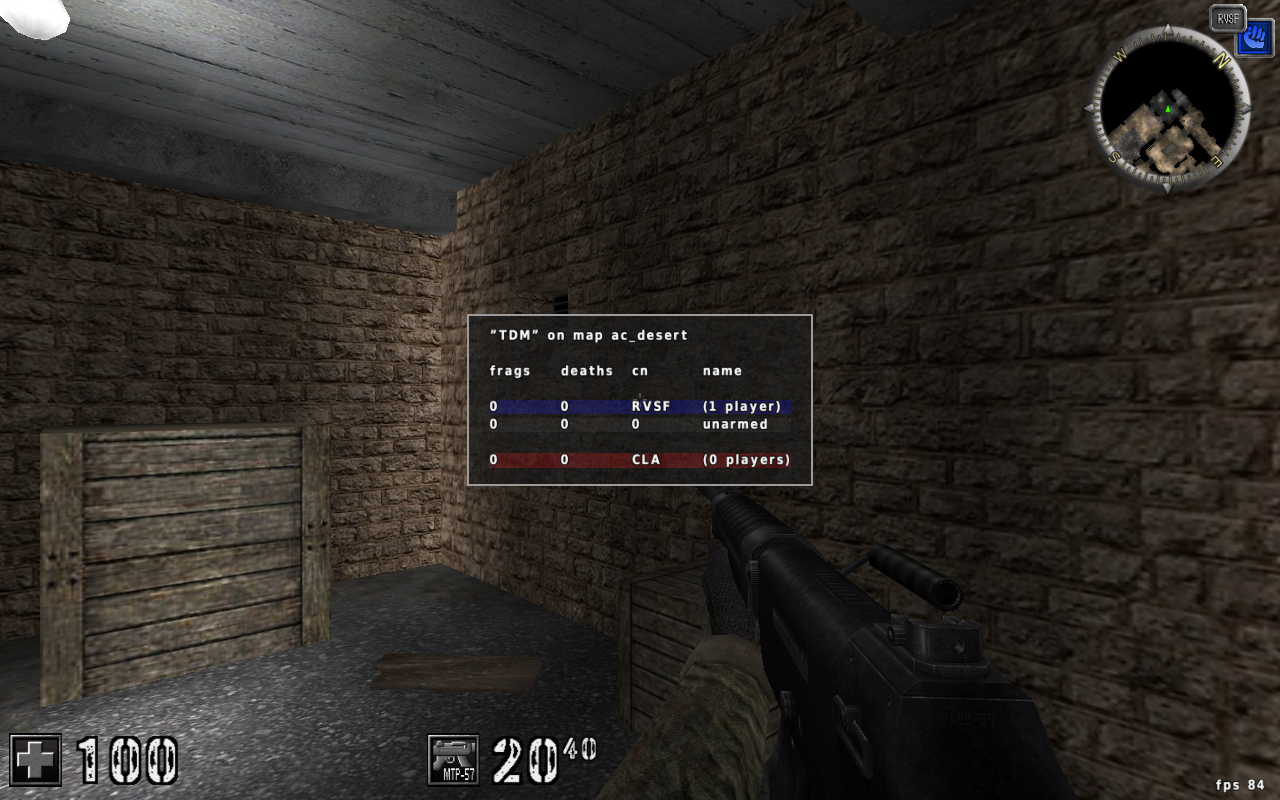 RVSF
W N
S E
"TDM" on map ac_desert
frags deaths cn name
0 0 RVSF (1 player)
0 0 0 unarmed
0 0 CLA (0 players)
100
MTP-57 20 40
fps 84